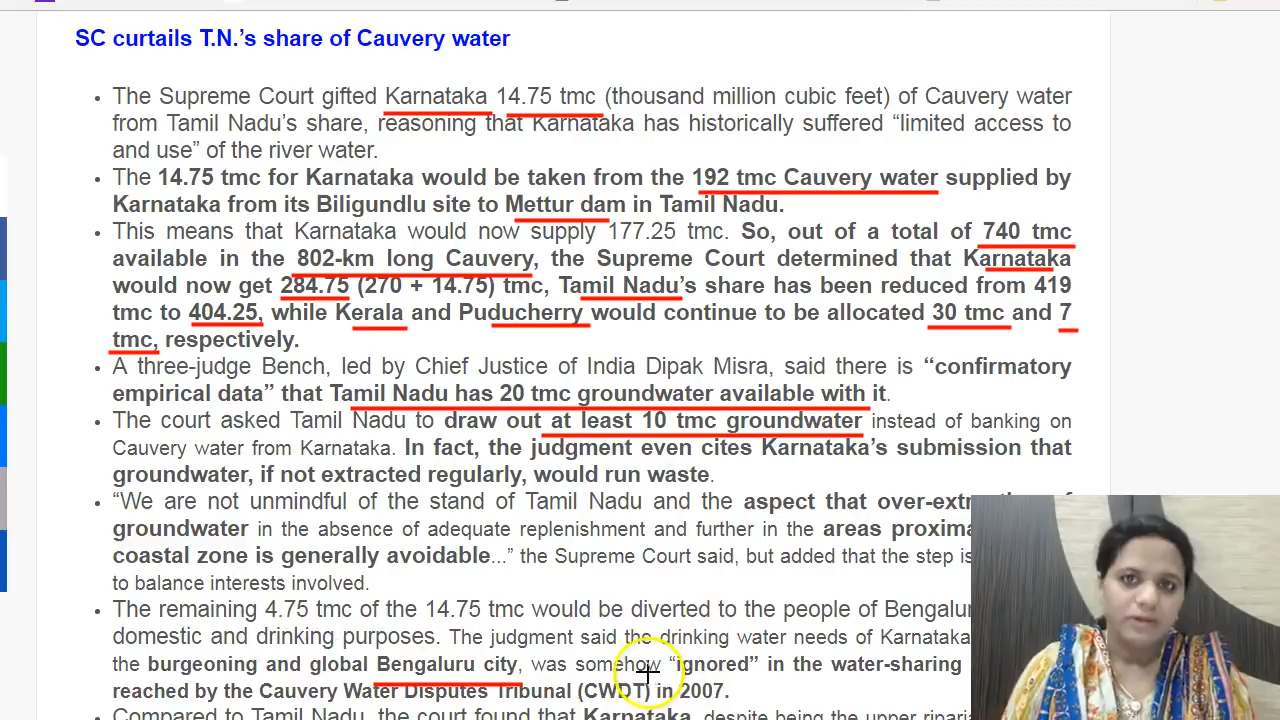 SC curtails T.N.’s share of Cauvery water
• The Supreme Court gifted Karnataka 14.75 tmc (thousand million cubic feet) of Cauvery water
from Tamil Nadu’s share, reasoning that Karnataka has historically suffered “limited access to
and use” of the river water.
• The 14.75 tmc for Karnataka would be taken from the 192 tmc Cauvery water supplied by
Karnataka from its Biligundlu site to Mettur dam in Tamil Nadu.
• This means that Karnataka would now supply 177.25 tmc. So, out of a total of 740 tmc
available in the 802-km long Cauvery, the Supreme Court determined that Karnataka
would now get 284.75 (270 + 14.75) tmc, Tamil Nadu’s share has been reduced from 419
tmc to 404.25, while Kerala and Puducherry would continue to be allocated 30 tmc and 7
tmc, respectively.
• A three-judge Bench, led by Chief Justice of India Dipak Misra, said there is “confirmatory
empirical data” that Tamil Nadu has 20 tmc groundwater available with it.
• The court asked Tamil Nadu to draw out at least 10 tmc groundwater instead of banking on
Cauvery water from Karnataka. In fact, the judgment even cites Karnataka’s submission that
groundwater, if not extracted regularly, would run waste.
• “We are not unmindful of the stand of Tamil Nadu and the aspect that
groundwater in the absence of adequate replenishment and further in the areas
coastal zone is generally avoidable...” the Supreme Court said, but added that the step is
to balance interests involved.
• The remaining 4.75 tmc of the 14.75 tmc would be diverted to the people of
domestic and drinking purposes. The judgment said the drinking water needs of Karnataka
the burgeoning and global Bengaluru city, was somehow “ignored” in the water-sharing
reached by the Cauvery Water Disputes Tribunal (CWDT) in 2007.
• Compared to Tamil Nadu, the court found that Karnataka, despite being the upper